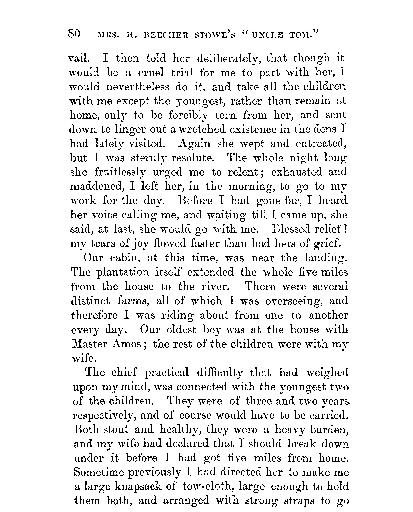 80 MRS. H. BEECHER STOWE'S "UNCLE TOM."
vail. I then told her deliberately, that though it
would be a cruel trial for me to part with her, I
would nevertheless do it, and take all the children
with me except the youngest, rather than remain at
home, only to be forcibly torn from her, and sent
down to linger out a wretched existence in the dens I
had lately visited. Again she wept and entreated,
but I was sternly resolute. The whole night long
she fruitlessly urged me to relent; exhausted and
maddened, I left her, in the morning, to go to my
work for the day. Before I had gone far, I heard
her voice calling me, and waiting till I came up, she
said, at last, she would go with me. Blessed relief!
my tears of joy flowed faster than had hers of grief.
Our cabin, at this time, was near the landing.
The plantation itself extended the whole five miles
from the house to the river. There were several
distinct farms, all of which I was overseeing, and
therefore I was riding about from one to another
every day. Our oldest boy was at the house with
Master Amos; the rest of the children were with my
wife.
The chief practical difficulty that had weighed
upon my mind, was connected with the youngest two
of the children. They were of three and two years
respectively, and of course would have to be carried.
Both stout and healthy, they were a heavy burden,
and my wife had declared that I should break down
under it before I had got five miles from home.
Sometime previously I had directed her to make me
a large knapsack of tow-cloth, large enough to hold
them both, and arranged with strong straps to go